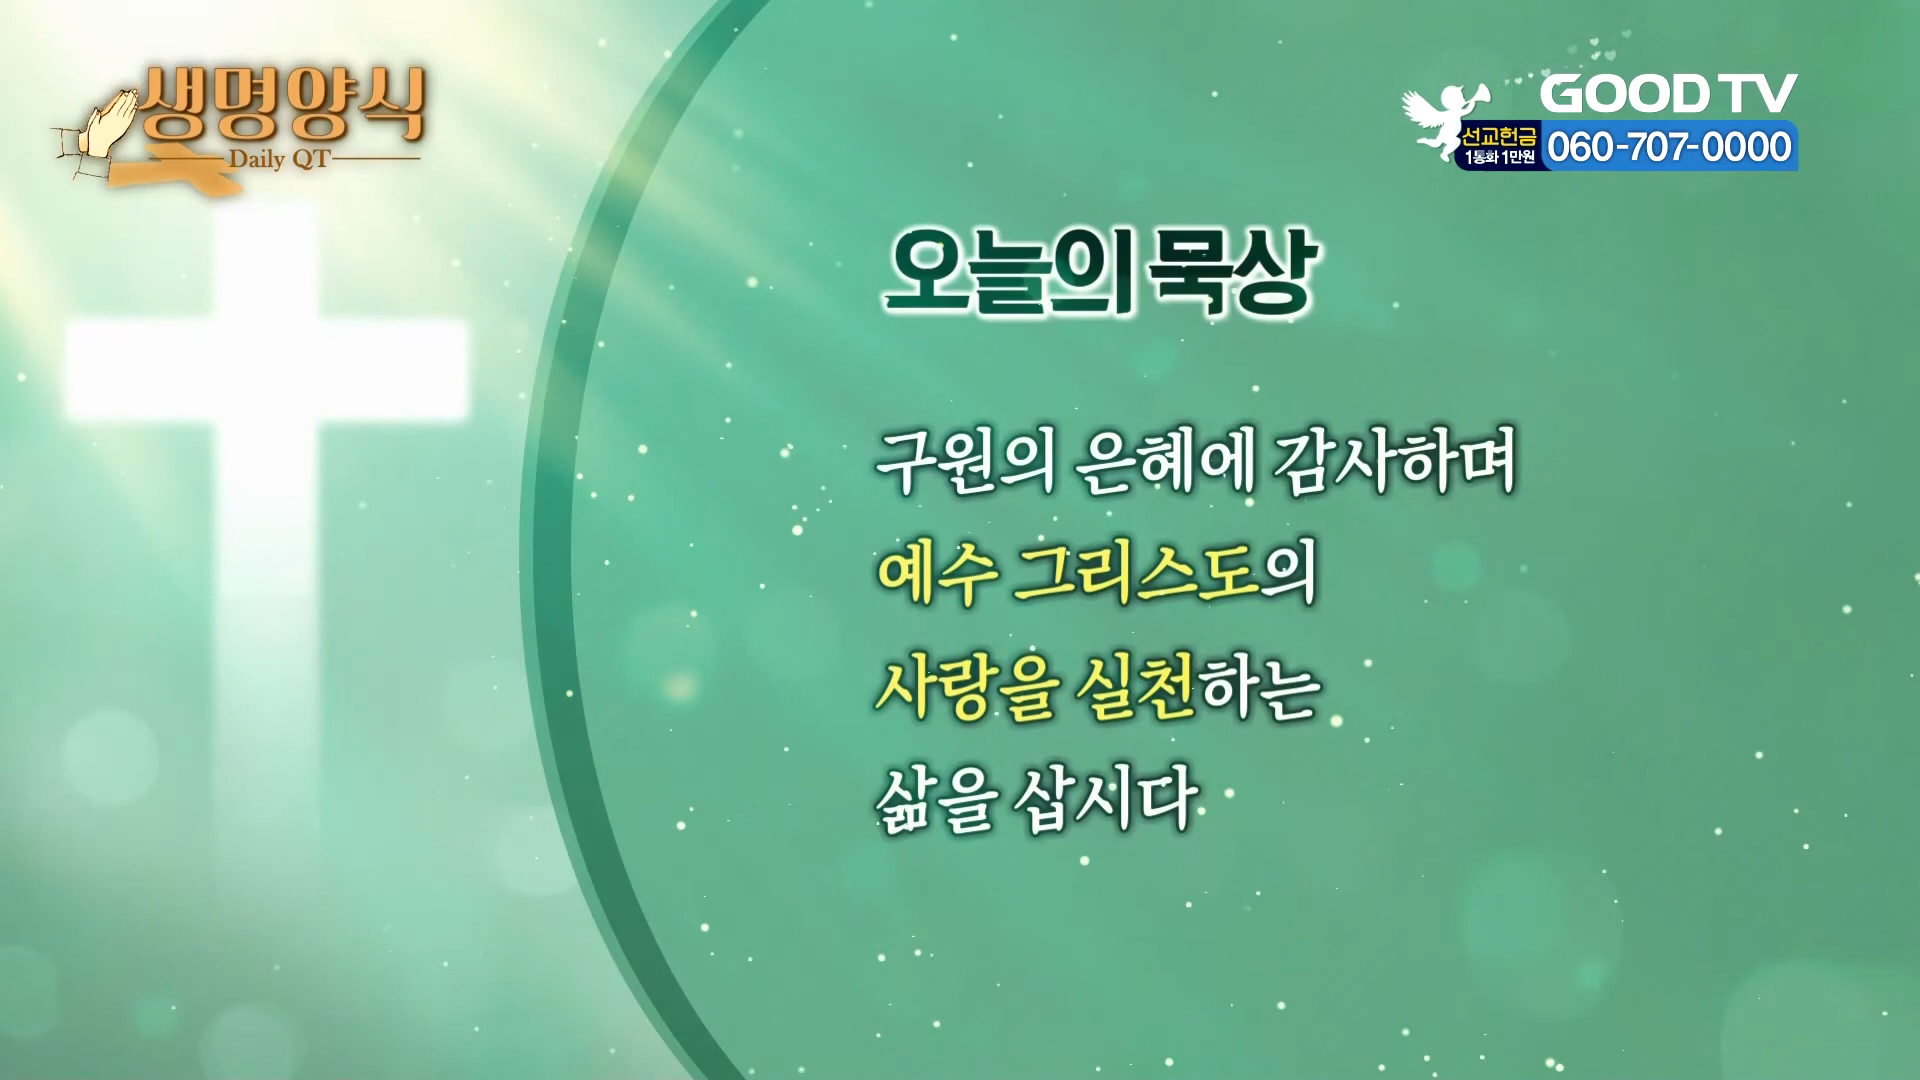 생명양식
Daily QT
GOOD TV
선교헌금
1통화 1만원
060-707-0000
오늘의 묵상
구원의 은혜에 감사하며
예수 그리스도의
사랑을 실천하는
삶을 삽시다